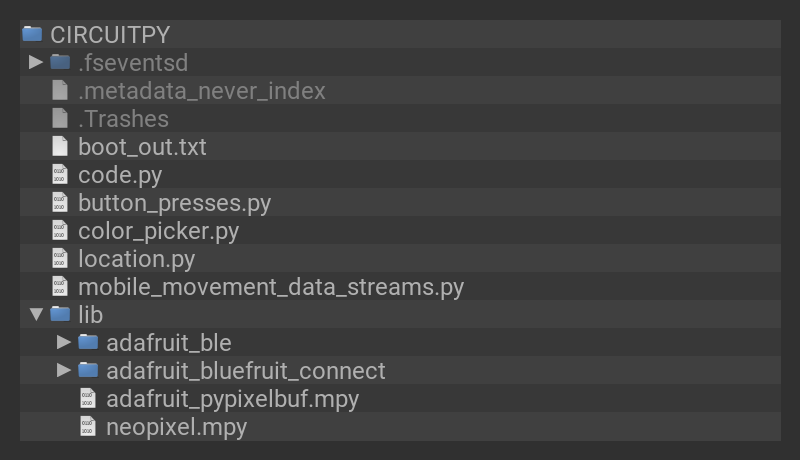 CIRCUITPY
.fseventsd
.metadata_never_index
.Trashes
boot_out.txt
code.py
button_presses.py
color_picker.py
location.py
mobile_movement_data_streams.py
lib
adafruit_ble
adafruit_bluefruit_connect
adafruit_pypixelbuf.mpy
neopixel.mpy